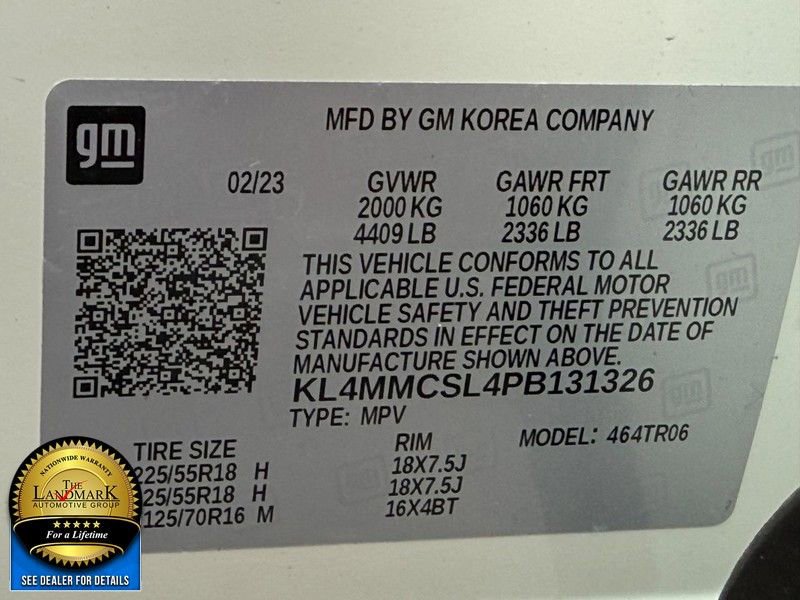 gm
MFD BY GM KOREA COMPANY
02/23 GVWR GAWR FRT GAWR RR
2000 KG 1060 KG 1060 KG
4409 LB 2336 LB 2336 LB
THIS VEHICLE CONFORMS TO ALL
APPLICABLE U.S. FEDERAL MOTOR
VEHICLE SAFETY AND THEFT PREVENTION
STANDARDS IN EFFECT ON THE DATE OF
MANUFACTURE SHOWN ABOVE.
KL4MMCSL4PB131326
TYPE: MPV
MODEL: 464TR06
TIRE SIZE RIM
225/55R18 H 18X7.5J
225/55R18 H 18X7.5J
125/70R16 M 16X4BT
NATIONWIDE WARRANTY
THE
LANDMARK
AUTOMOTIVE GROUP
For a Lifetime
SEE DEALER FOR DETAILS